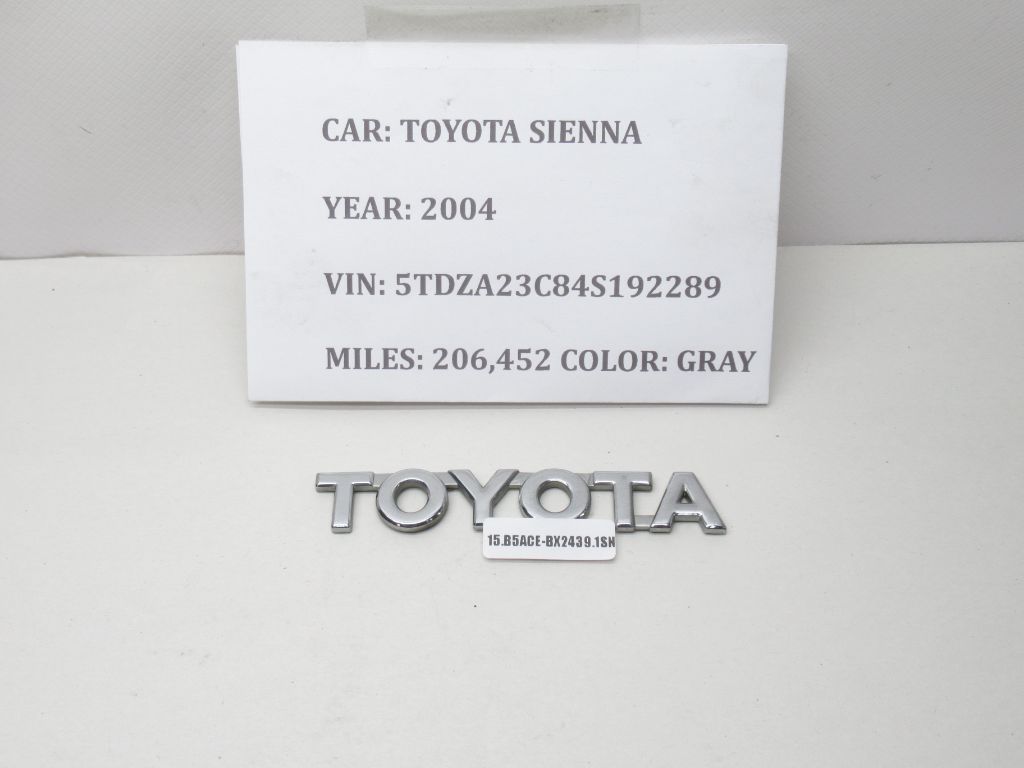 CAR: TOYOTA SIENNA
YEAR: 2004
VIN: 5TDZA23C84S192289
MILES: 206,452 COLOR: GRAY
TOYOTA
15.B5ACE-BX2439.1SN